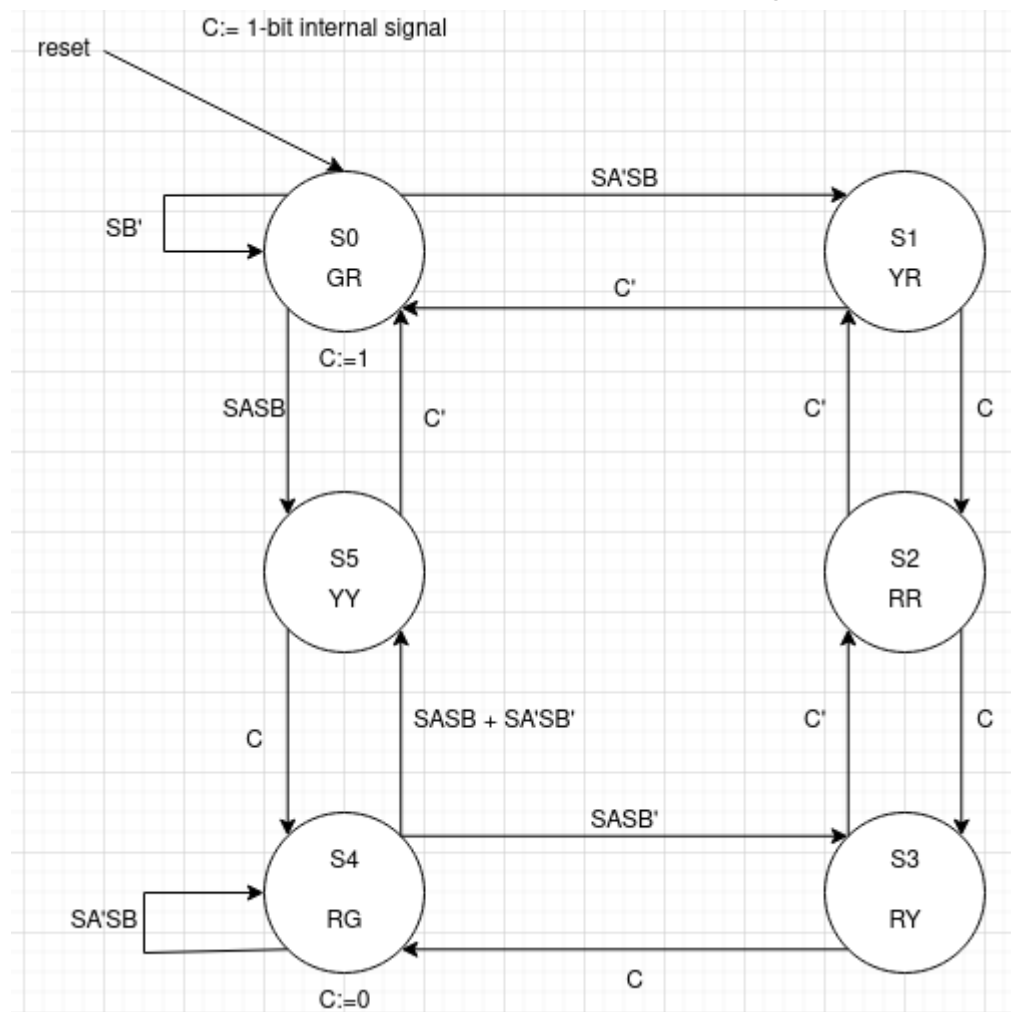 C:= 1-bit internal signal
reset
SA'SB
SB'
S0
GR
S1
YR
C'
C:=1
SASB
C'
C'
C
S5
YY
S2
RR
SASB + SA'SB'
C'
C
C
SASB'
S4
RG
S3
RY
SA'SB
C
C:=0